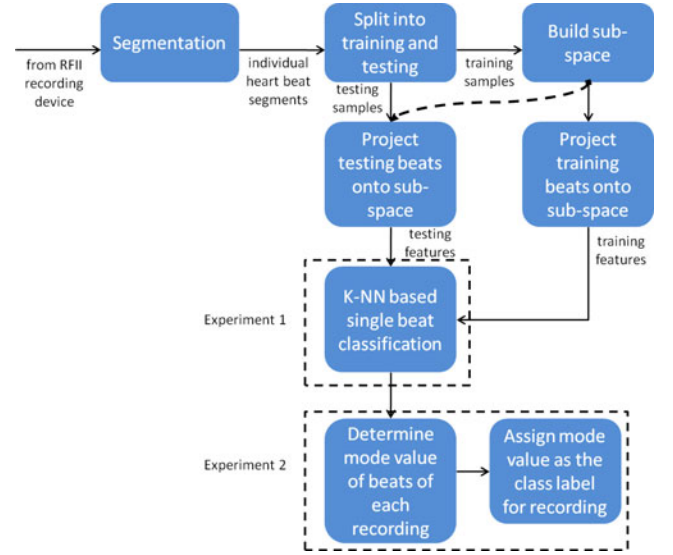 Segmentation
Split into
training and
testing
Build sub-
space
from RFII
recording
device
individual
heart beat
segments
testing
samples
training
samples
Project
testing beats
onto sub-
space
Project
training
beats onto
sub-space
testing
features
training
features
Experiment 1
K-NN based
single beat
classification
Experiment 2
Determine
mode value
of beats of
each
recording
Assign mode
value as the
class label
for recording